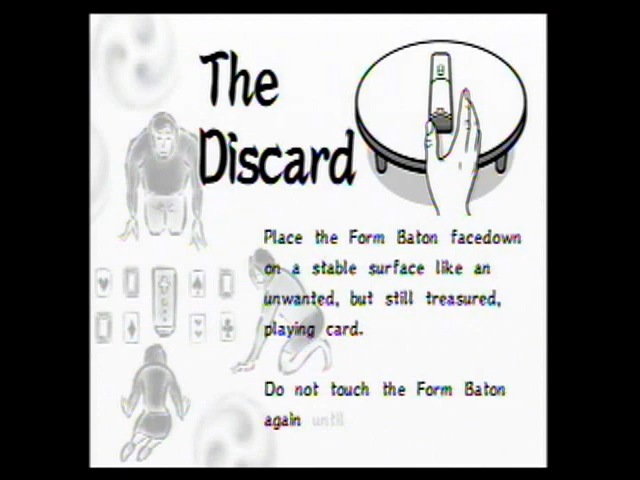 The
Discard
Place the Form Baton facedown
on a stable surface like an
unwanted, but still treasured,
playing card.
Do not touch the Form Baton
again until